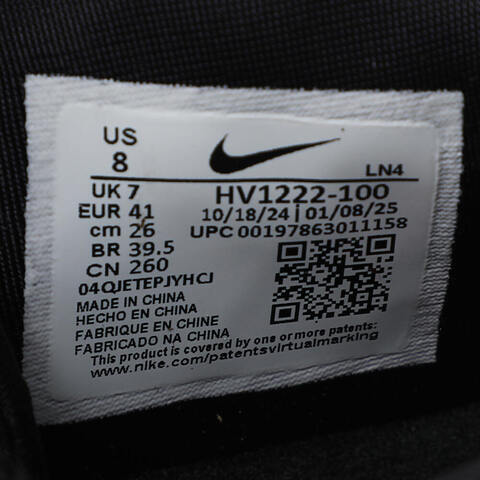 US
8
LN4
UK 7
HV1222-100
EUR 41
10/18/24 | 01/08/25
cm 26
UPC 00197863011158
BR 39.5
CN 260
04QJETEPJYHCJ
MADE IN CHINA
HECHO EN CHINA
FABRIQUE EN CHINE
FABRICADO NA CHINA
This product is covered by one or more patents.
www.nike.com/patentsvirtualmarking